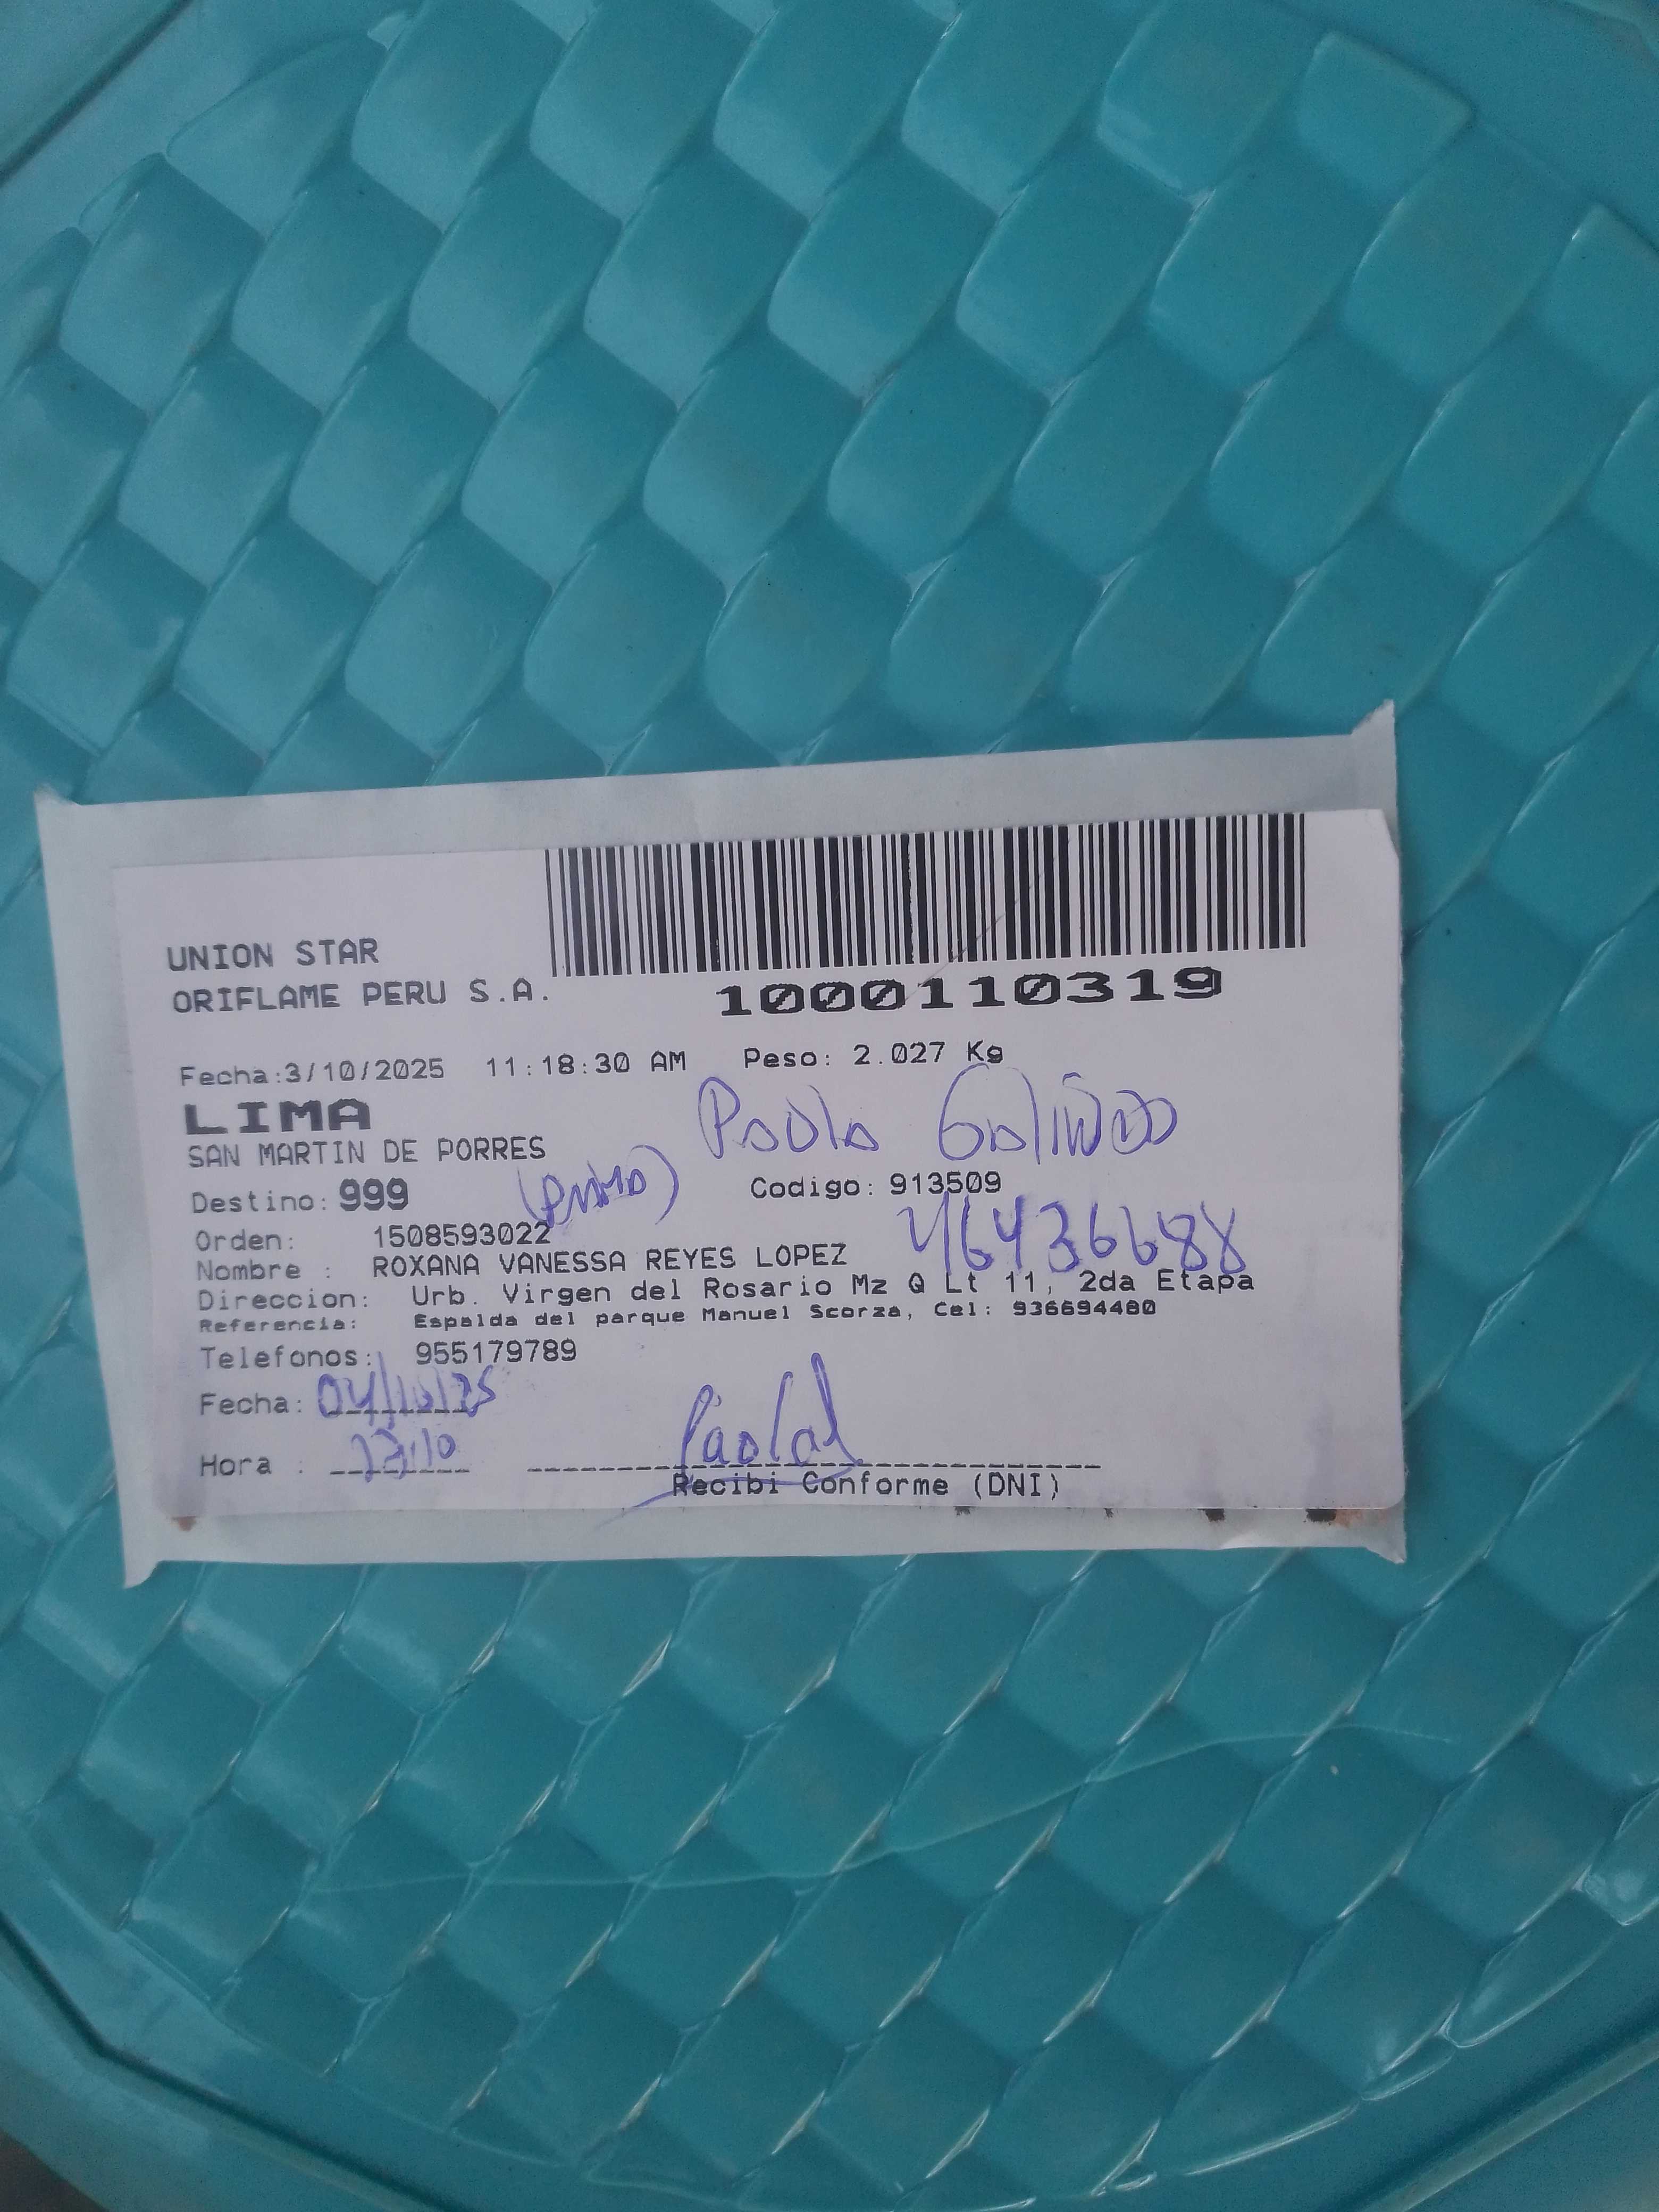 UNION STAR
ORIFLAME PERU S.A.
1000110319
Fecha:3/10/2025 11:18:30 AM Peso: 2.027 Kg
LIMA
Paola
SAN MARTIN DE PORRES
Destino: 999 (PRIMA) Codigo: 913509
Orden: 1508593022 46436688
Nombre : ROXANA VANESSA REYES LOPEZ
Direccion: Urb. Virgen del Rosario Mz Q Lt 11, 2da Etapa
Referencia: Espalda del parque Manuel Scorza, Cel: 936694480
Telefonos: 955179789
Fecha: 04/10/25
Hora : 13:10
Paola
Recibi Conforme (DNI)